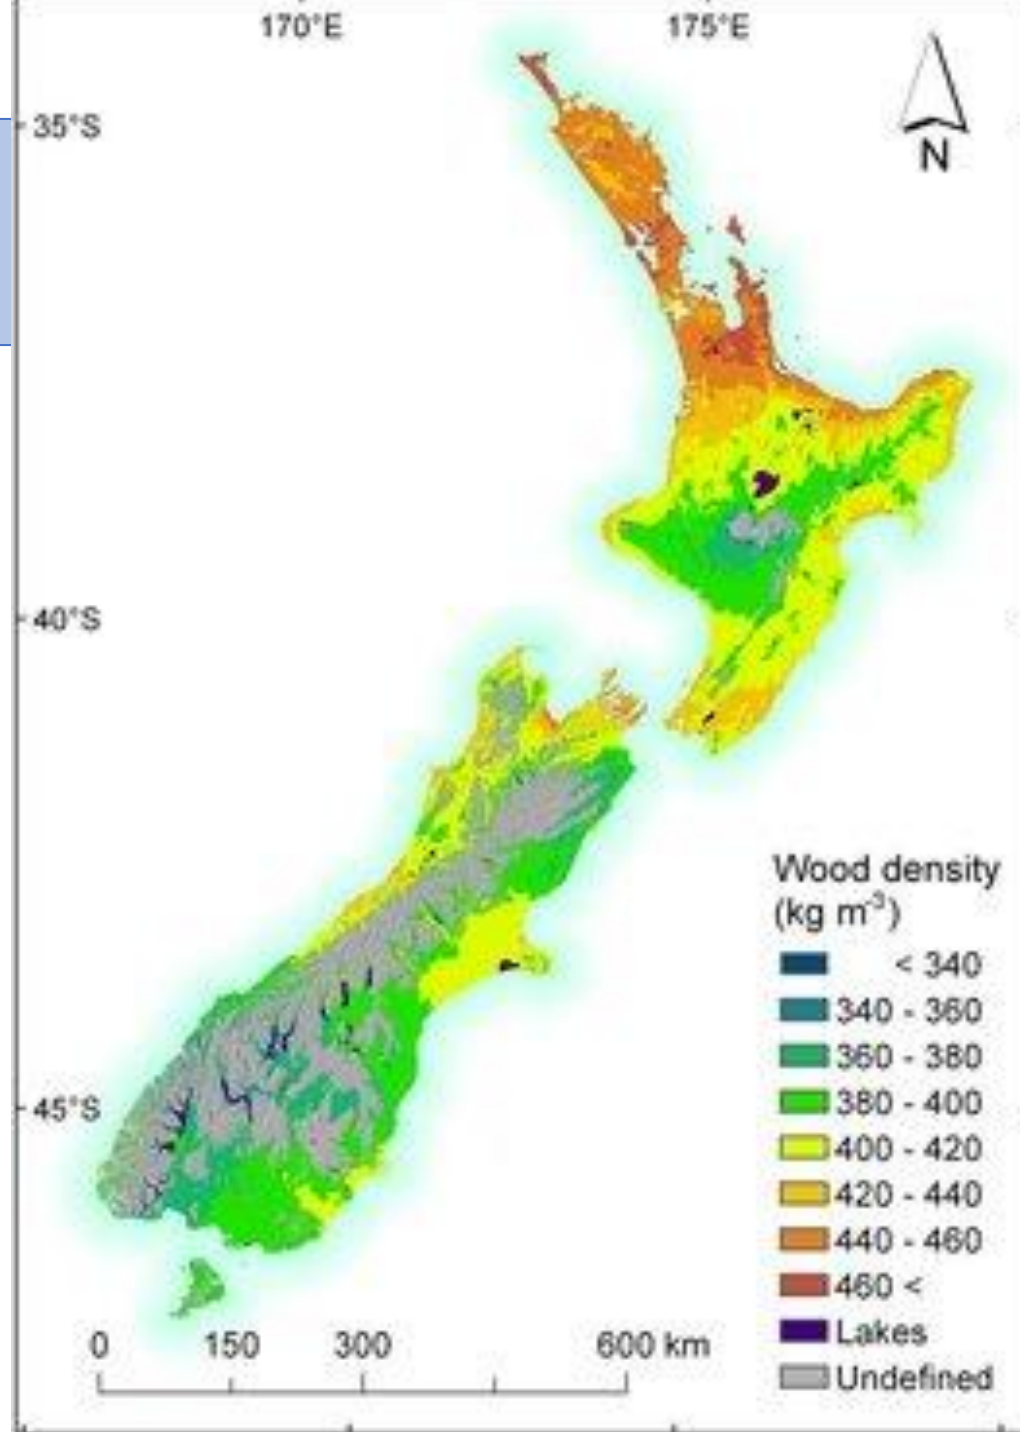 170°E 175°E
35°S
N
40°S
45°S
Wood density
(kg m-3)
< 340
340 - 360
360 - 380
380 - 400
400 - 420
420 - 440
440 - 460
460 <
Lakes
Undefined
0 150 300 600 km